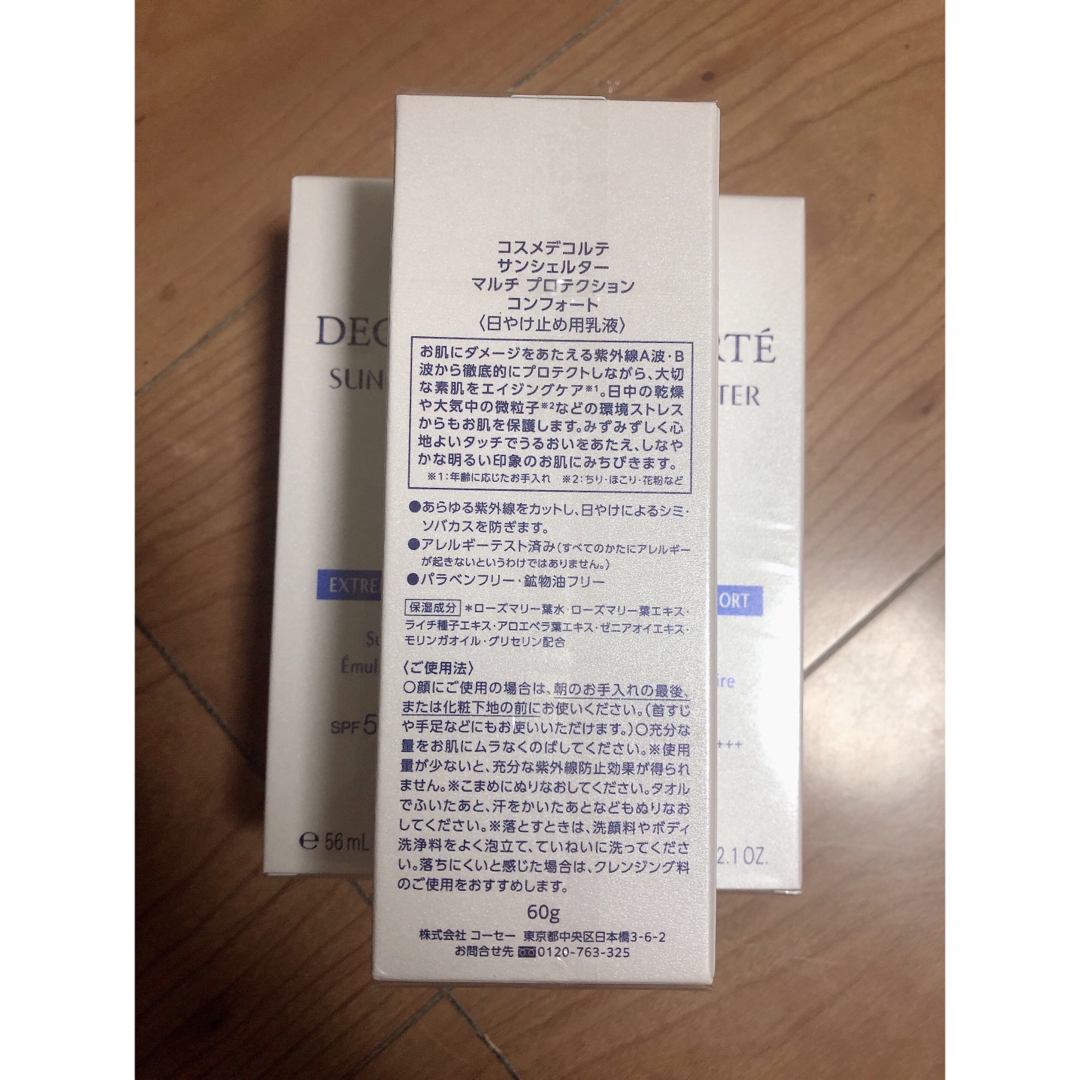 コスメデコルテ
サンシェルター
マルチ プロテクション
コンフォート
〈日やけ止め用乳液〉
お肌にダメージをあたえる紫外線A波・B
波から徹底的にプロテクトしながら、大切
な素肌をエイジングケア※1。日中の乾燥
や大気中の微粒子※2などの環境ストレス
からもお肌を保護します。みずみずしく心
地よいタッチでうるおいをあたえ、しなや
かな明るい印象のお肌にみちびきます。
※1：年齢に応じたお手入れ ※2：ちり・ほこり・花粉など
●あらゆる紫外線をカットし、日やけによるシミ・
ソバカスを防ぎます。
●アレルギーテスト済み（すべてのかたにアレルギー
が起きないというわけではありません。）
●パラベンフリー・鉱物油フリー
保湿成分 ＊ローズマリー葉水・ローズマリー葉エキス・
ライチ種子エキス・アロエベラ葉エキス・ゼニアオイエキス・
モリンガオイル・グリセリン配合
〈ご使用法〉
○顔にご使用の場合は、朝のお手入れの最後、
または化粧下地の前にお使いください。（首すじ
や手足などにもお使いいただけます。）○充分な
量をお肌にムラなくのばしてください。※使用
量が少ないと、充分な紫外線防止効果が得られ
ません。※こまめにぬりなおしてください。タオル
でふいたあと、汗をかいたあとなどもぬりなお
してください。※落とすときは、洗顔料やボディ
洗浄料をよく泡立て、ていねいに洗ってくださ
い。落ちにくいと感じた場合は、クレンジング料
のご使用をおすすめします。
60g
株式会社 コーセー 東京都中央区日本橋3-6-2
お問合せ先 ☎0120-763-325
DEC
SUN
EXTRE
Su
Émul
SPF 5
℮ 56 mL
RTÉ
TER
ORT
re
+++
2.1 OZ.